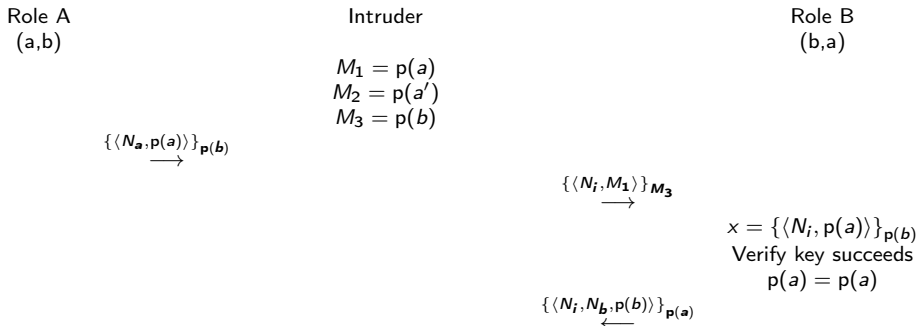 Role A
(a,b)
Intruder
Role B
(b,a)
M₁ = p(a)
M₂ = p(a′)
M₃ = p(b)
{⟨Nₐ,p(a)⟩}p(b)
⟶
{⟨Nᵢ,M₁⟩}M₃
⟶
x = {⟨Nᵢ, p(a)⟩}p(b)
Verify key succeeds
p(a) = p(a)
{⟨Nᵢ,N_b,p(b)⟩}p(a)
⟵